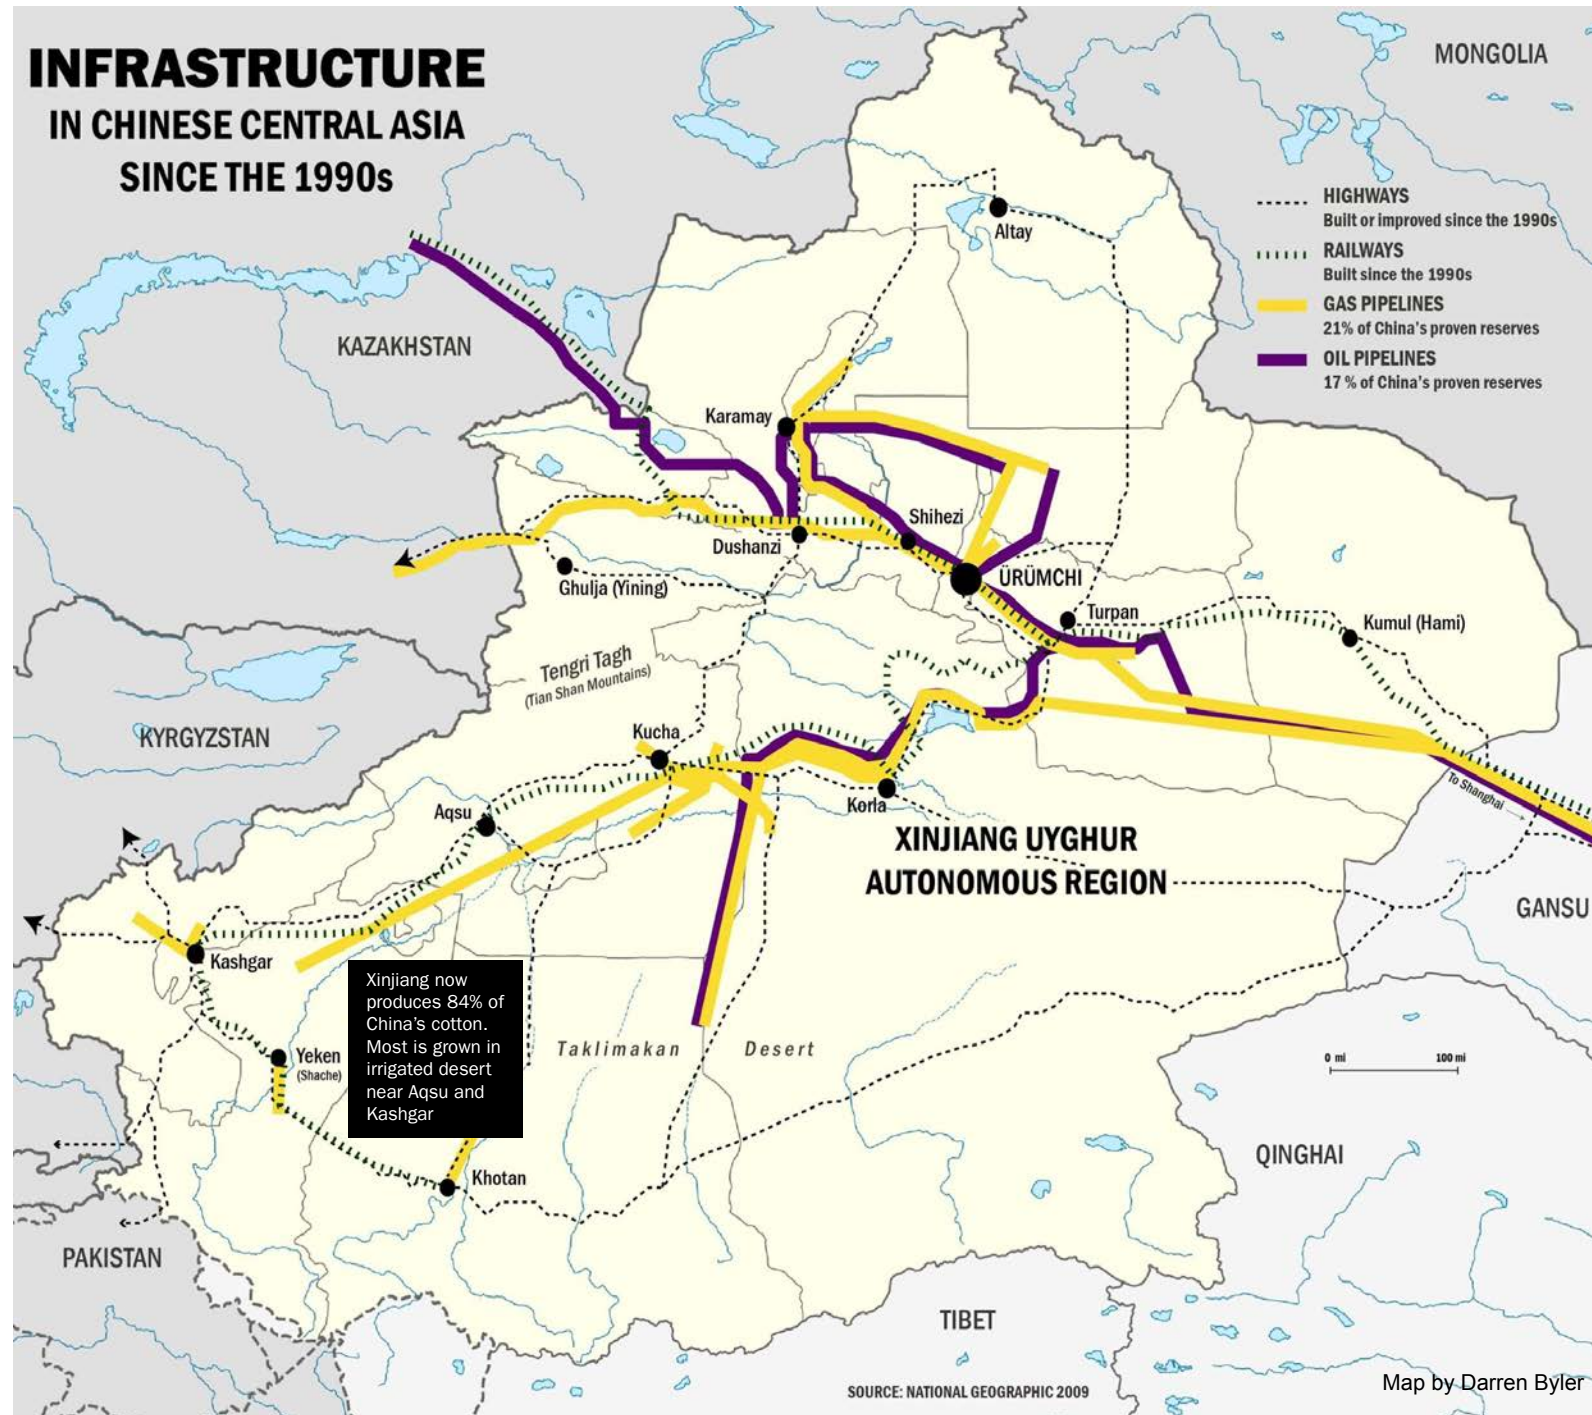 INFRASTRUCTURE
IN CHINESE CENTRAL ASIA
SINCE THE 1990s
MONGOLIA
HIGHWAYS
Built or improved since the 1990s
RAILWAYS
Built since the 1990s
GAS PIPELINES
21% of China's proven reserves
OIL PIPELINES
17 % of China's proven reserves
Altay
KAZAKHSTAN
Karamay
Shihezi
Dushanzi
ÜRÜMCHI
Ghulja (Yining)
Turpan
Kumul (Hami)
Tengri Tagh
(Tian Shan Mountains)
KYRGYZSTAN
Kucha
To Shanghai
Korla
Aqsu
XINJIANG UYGHUR
AUTONOMOUS REGION
GANSU
Kashgar
Xinjiang now
produces 84% of
China’s cotton.
Most is grown in
irrigated desert
near Aqsu and
Kashgar
Taklimakan Desert
Yeken
(Shache)
0 mi 100 mi
QINGHAI
Khotan
PAKISTAN
TIBET
SOURCE: NATIONAL GEOGRAPHIC 2009
Map by Darren Byler